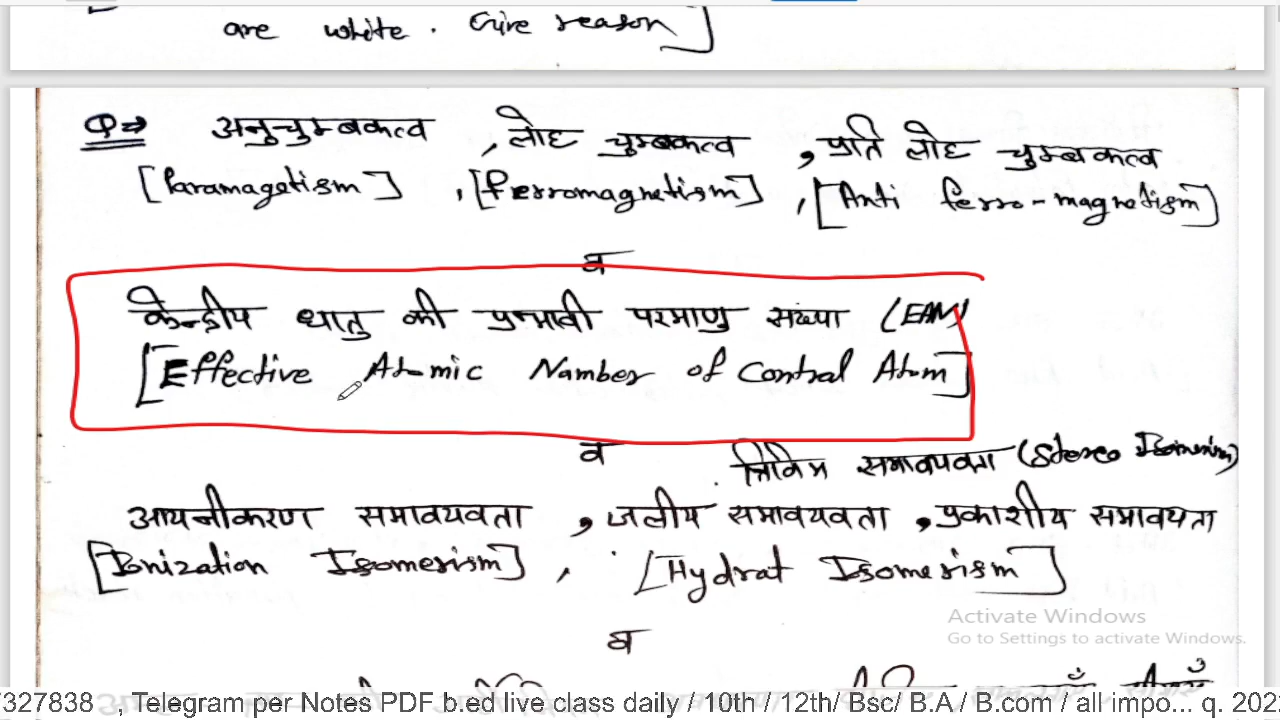 are white. Give reason]
Q⇒ अनुचुम्बकत्व , लोह चुम्बकत्व , प्रति लोह चुम्बकत्व
[Paramagetism] , [Ferromagnetism] , [Anti ferro-magnetism]
व
केन्द्रीय धातु की प्रभावी परमाणु संख्या (EAN)
[Effective Atomic Number of Central Atom]
व
त्रिविम समावयवता (Stereo Isomerism)
आयनीकरण समावयवता , जलीय समावयवता , प्रकाशीय समावयता
[Ionization Isomerism] , [Hydrat Isomerism]
Activate Windows
Go to Settings to activate Windows.
व
7327838 , Telegram per Notes PDF b.ed live class daily / 10th / 12th/ Bsc/ B.A / B.com / all impo... q. 202